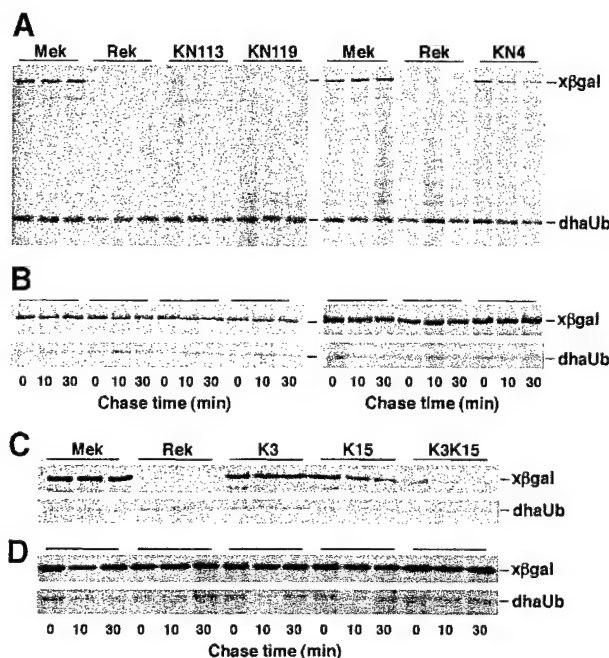 A
Mek Rek KN113 KN119 Mek Rek KN4
xβgal
dhaUb
B
xβgal
dhaUb
0 10 30 0 10 30 0 10 30 0 10 30 0 10 30 0 10 30 0 10 30
Chase time (min) Chase time (min)
C
Mek Rek K3 K15 K3K15
xβgal
dhaUb
D
xβgal
dhaUb
0 10 30 0 10 30 0 10 30 0 10 30 0 10 30
Chase time (min)